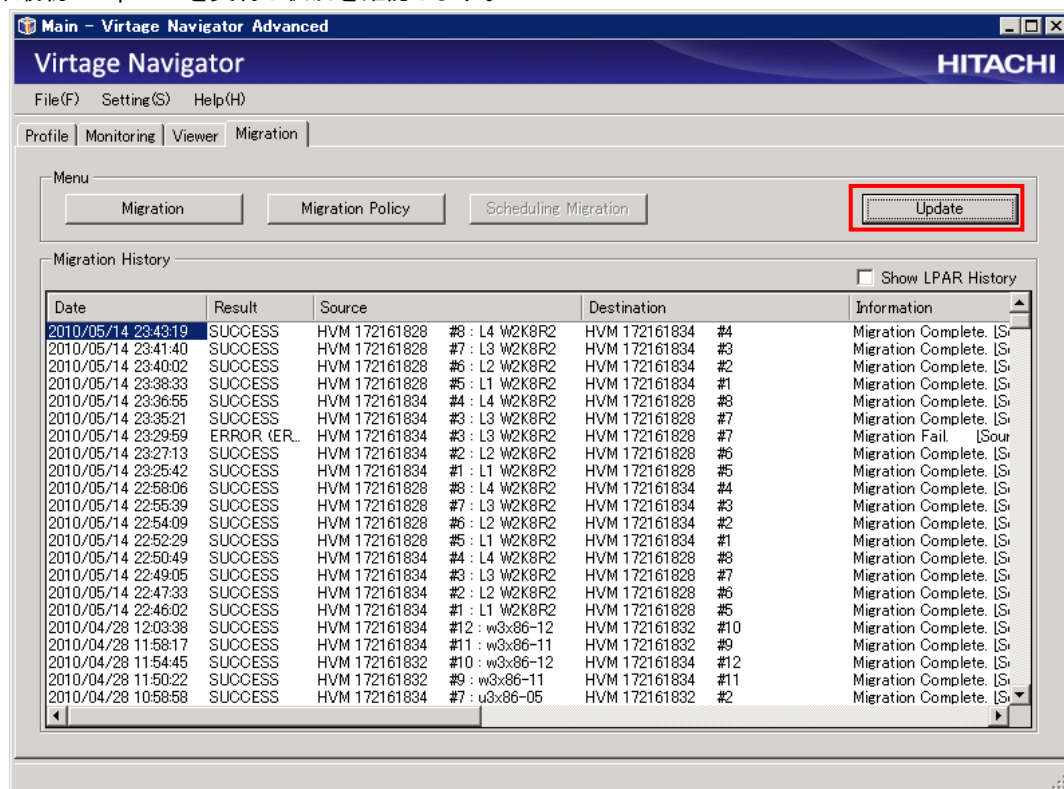 Main - Virtage Navigator Advanced
Virtage Navigator HITACHI
File(F) Setting(S) Help(H)
Profile Monitoring Viewer Migration
Menu
Migration Migration Policy Scheduling Migration Update
Migration History
Show LPAR History
Date Result Source Destination Information
2010/05/14 23:43:19 SUCCESS HVM 172161828 #8 : L4 W2K8R2 HVM 172161834 #4 Migration Complete.
2010/05/14 23:41:40 SUCCESS HVM 172161828 #7 : L3 W2K8R2 HVM 172161834 #3 Migration Complete.
2010/05/14 23:40:02 SUCCESS HVM 172161828 #6 : L2 W2K8R2 HVM 172161834 #2 Migration Complete.
2010/05/14 23:38:33 SUCCESS HVM 172161828 #5 : L1 W2K8R2 HVM 172161834 #1 Migration Complete.
2010/05/14 23:36:55 SUCCESS HVM 172161834 #4 : L4 W2K8R2 HVM 172161828 #8 Migration Complete.
2010/05/14 23:35:21 SUCCESS HVM 172161834 #3 : L3 W2K8R2 HVM 172161828 #7 Migration Complete.
2010/05/14 23:29:59 ERROR (ER... HVM 172161834 #3 : L3 W2K8R2 HVM 172161828 #7 Migration Fail. [Sour
2010/05/14 23:27:13 SUCCESS HVM 172161834 #2 : L2 W2K8R2 HVM 172161828 #6 Migration Complete.
2010/05/14 23:25:42 SUCCESS HVM 172161834 #1 : L1 W2K8R2 HVM 172161828 #5 Migration Complete.
2010/05/14 22:58:06 SUCCESS HVM 172161828 #8 : L4 W2K8R2 HVM 172161834 #4 Migration Complete.
2010/05/14 22:55:39 SUCCESS HVM 172161828 #7 : L3 W2K8R2 HVM 172161834 #3 Migration Complete.
2010/05/14 22:54:09 SUCCESS HVM 172161828 #6 : L2 W2K8R2 HVM 172161834 #2 Migration Complete.
2010/05/14 22:52:29 SUCCESS HVM 172161828 #5 : L1 W2K8R2 HVM 172161834 #1 Migration Complete.
2010/05/14 22:50:49 SUCCESS HVM 172161834 #4 : L4 W2K8R2 HVM 172161828 #8 Migration Complete.
2010/05/14 22:49:05 SUCCESS HVM 172161834 #3 : L3 W2K8R2 HVM 172161828 #7 Migration Complete.
2010/05/14 22:47:33 SUCCESS HVM 172161834 #2 : L2 W2K8R2 HVM 172161828 #6 Migration Complete.
2010/05/14 22:46:02 SUCCESS HVM 172161834 #1 : L1 W2K8R2 HVM 172161828 #5 Migration Complete.
2010/04/28 12:03:38 SUCCESS HVM 172161834 #12 : w3x86-12 HVM 172161832 #10 Migration Complete.
2010/04/28 11:58:17 SUCCESS HVM 172161834 #11 : w3x86-11 HVM 172161832 #9 Migration Complete.
2010/04/28 11:54:45 SUCCESS HVM 172161832 #10 : w3x86-12 HVM 172161834 #12 Migration Complete.
2010/04/28 11:50:22 SUCCESS HVM 172161832 #9 : w3x86-11 HVM 172161834 #11 Migration Complete.
2010/04/28 10:58:58 SUCCESS HVM 172161834 #7 : u3x86-05 HVM 172161832 #2 Migration Complete.